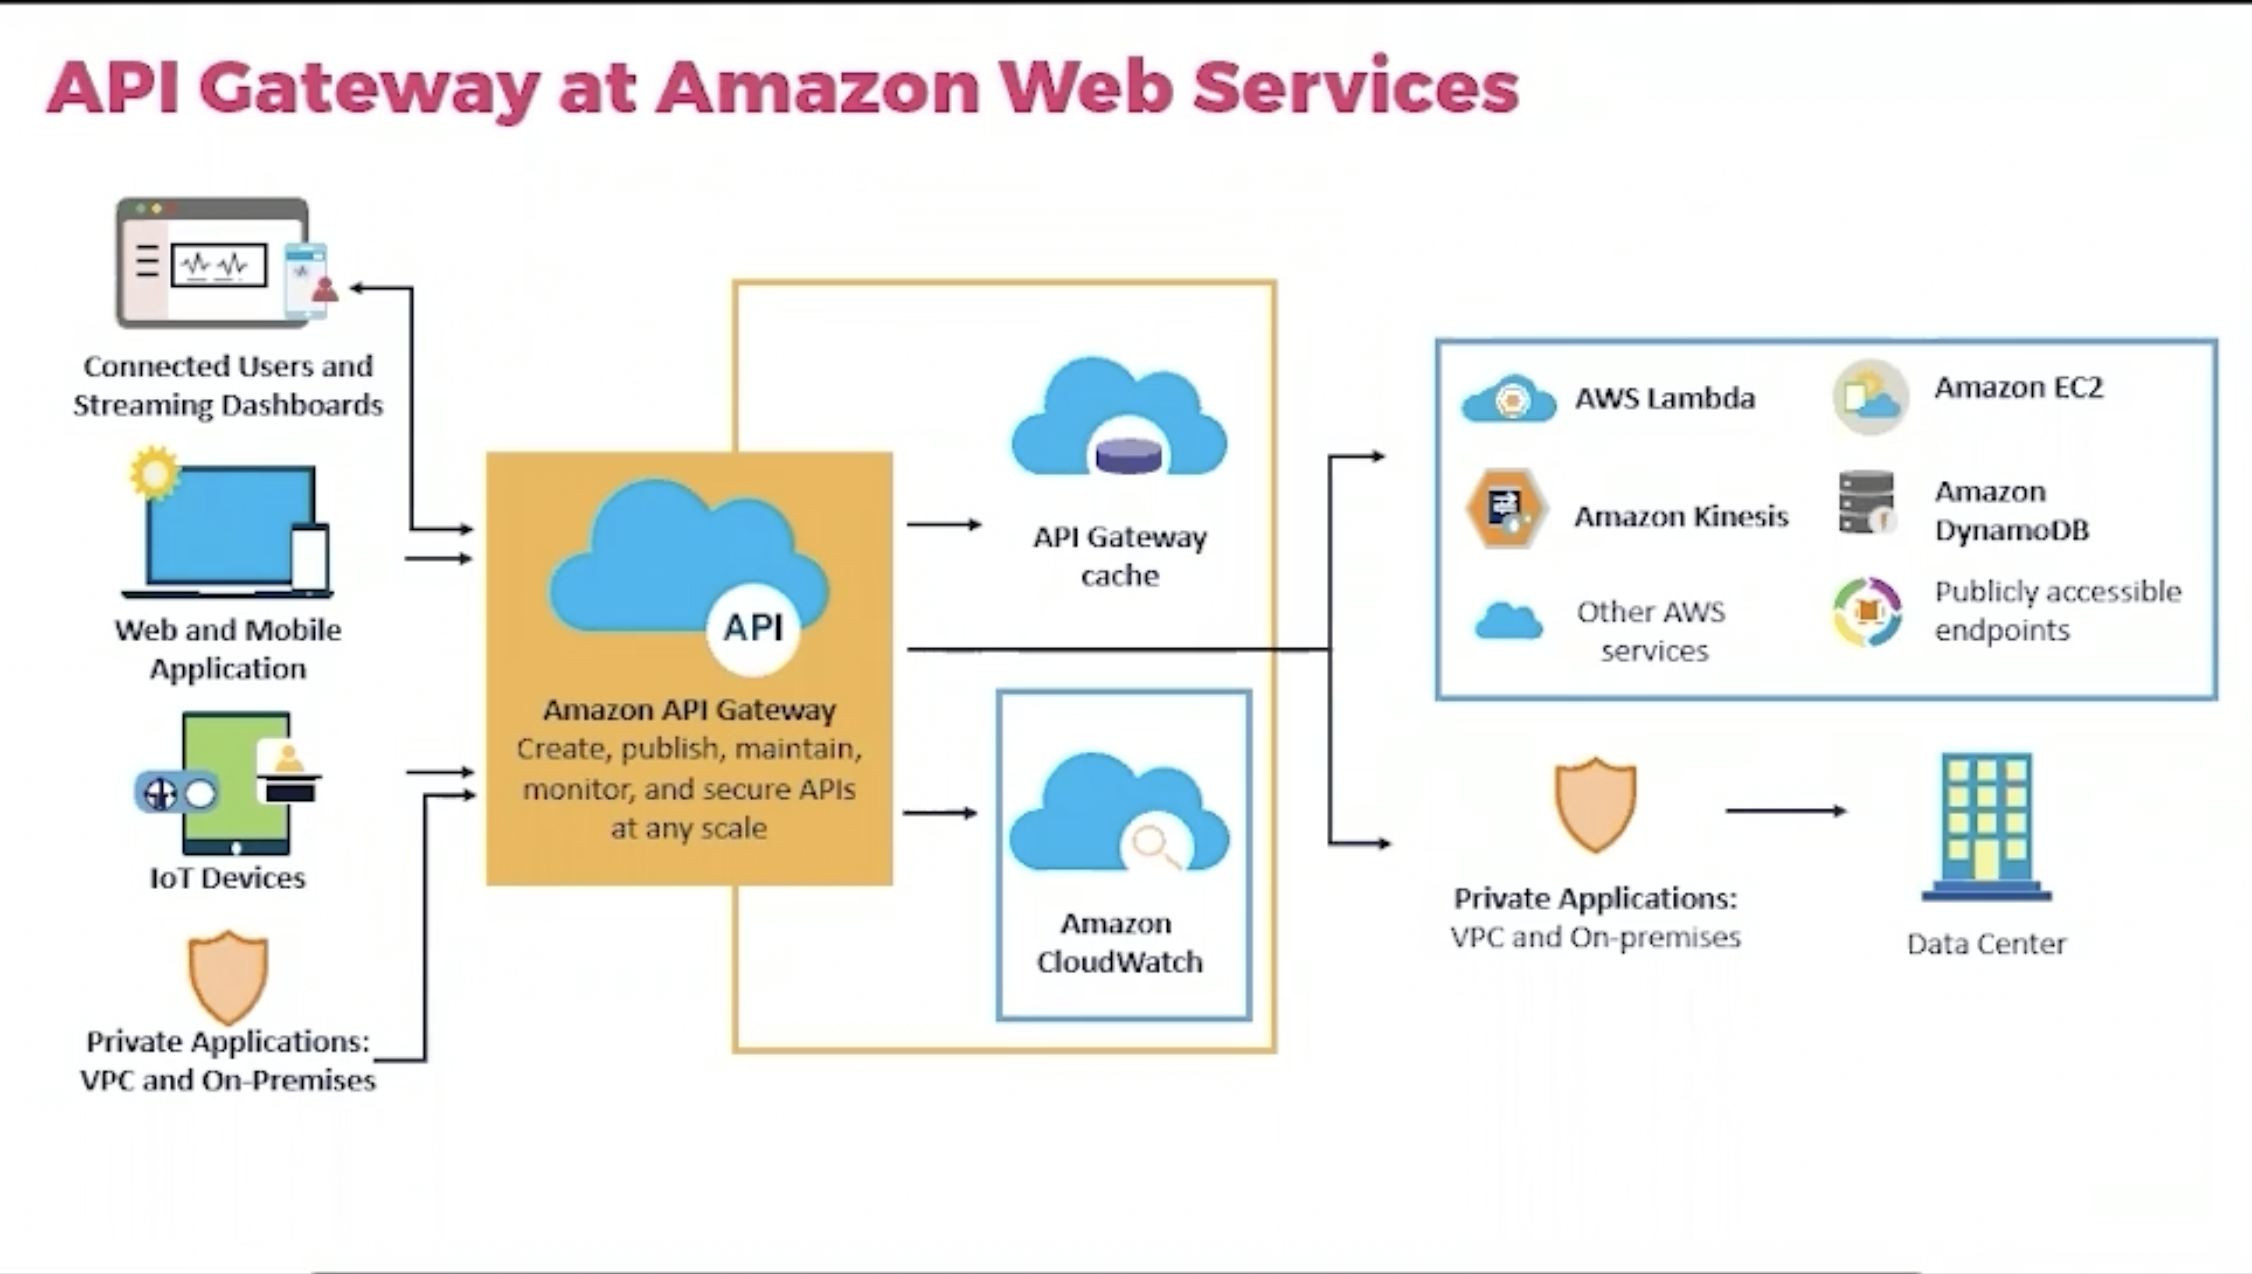 API Gateway at Amazon Web Services
Connected Users and
Streaming Dashboards
Web and Mobile
Application
IoT Devices
Private Applications:
VPC and On-Premises
API
Amazon API Gateway
Create, publish, maintain,
monitor, and secure APIs
at any scale
API Gateway
cache
Amazon
CloudWatch
AWS Lambda
Amazon EC2
Amazon Kinesis
Amazon
DynamoDB
Other AWS
services
Publicly accessible
endpoints
Private Applications:
VPC and On-premises
Data Center